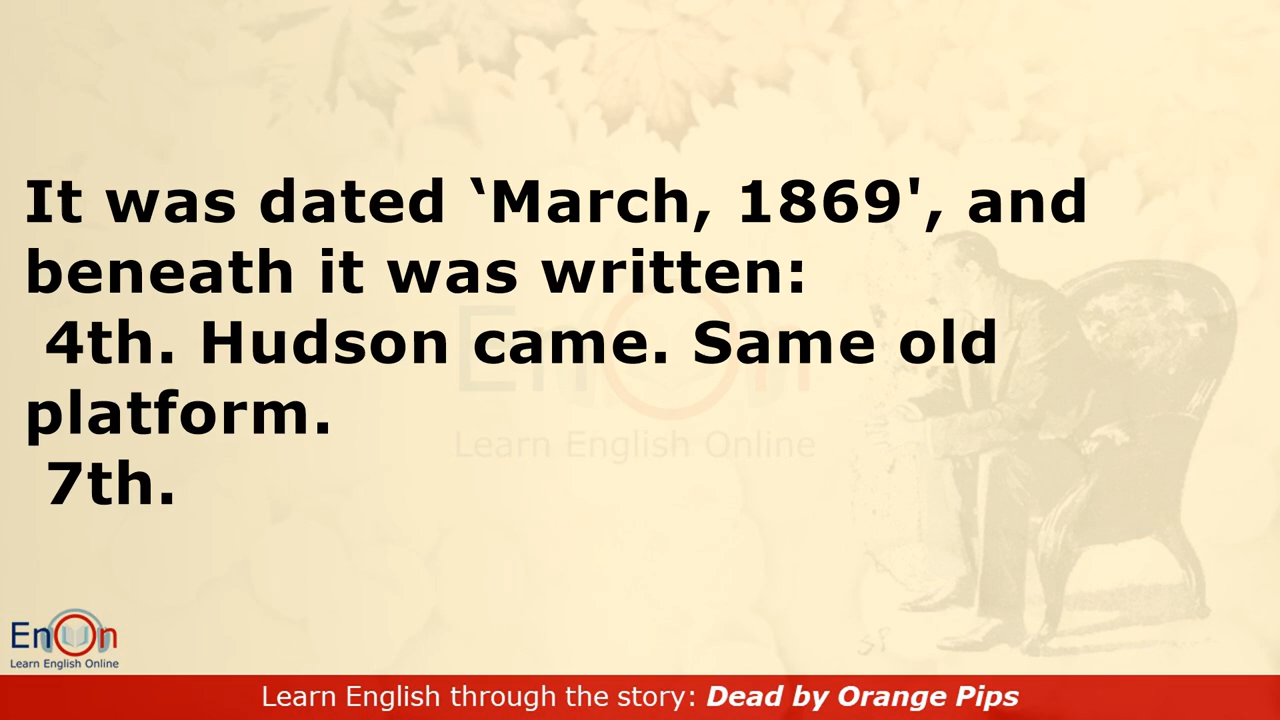 It was dated ‛March, 1869', and
beneath it was written:
4th. Hudson came. Same old
platform.
7th.
EnOn
Learn English Online
EnOn
Learn English Online
Learn English through the story: Dead by Orange Pips